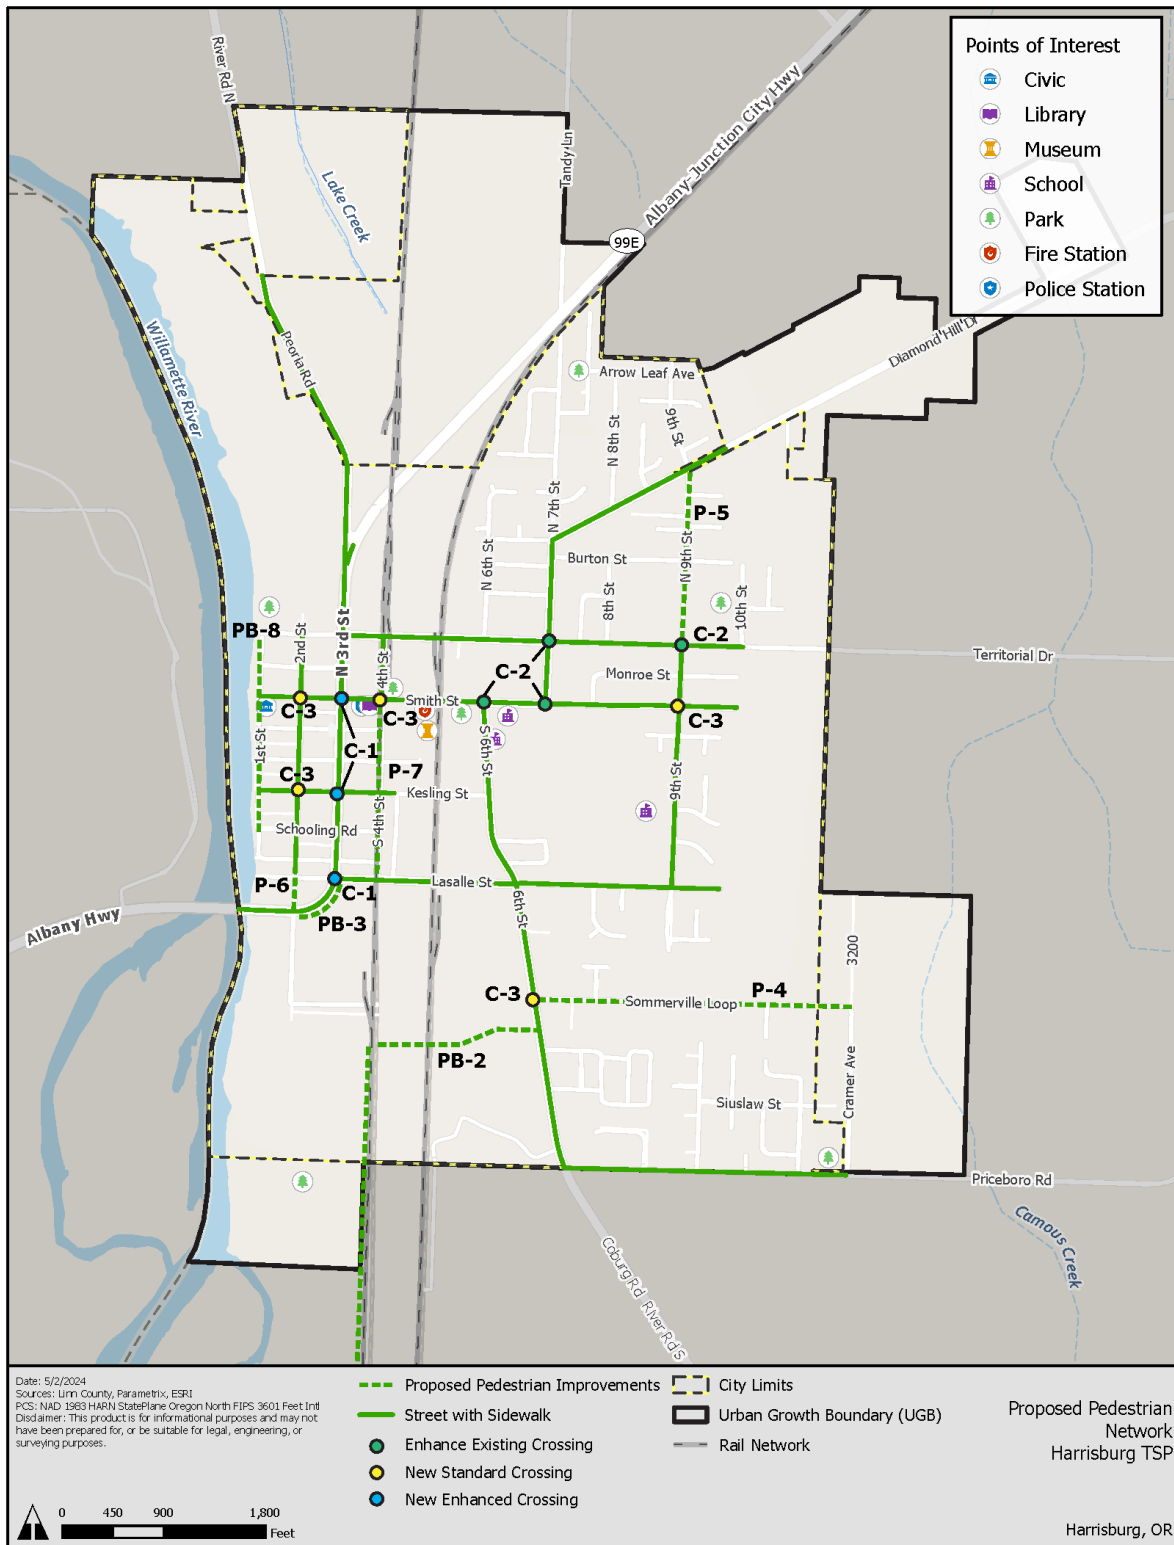 Points of Interest
Civic
Library
Museum
School
Park
Fire Station
Police Station
River Rd N
Lake Creek
Tandy Ln
Albany-Junction City Hwy
99E
Willamette River
Peoria Rd
Diamond Hill Dr
Arrow Leaf Ave
9th St
N 8th St
N 7th St
P-5
N 6th St
Burton St
N 9th St
8th St
10th St
PB-8
2nd St
N 3rd St
4th St
C-2
Territorial Dr
C-2
Monroe St
Smith St
C-3
C-3
C-3
1st St
C-1
S 6th St
P-7
C-3
Kesling St
9th St
Schooling Rd
S 4th St
P-6
C-1
Lasalle St
PB-3
6th St
Albany Hwy
3200
C-3
Sommerville Loop
P-4
PB-2
Cramer Ave
Siuslaw St
Priceboro Rd
Camous Creek
Coburg Rd
River Rd S
Date: 5/2/2024
Sources: Linn County, Parametrix, ESRI
PCS: NAD 1983 HARN StatePlane Oregon North FIPS 3601 Feet Intl
Disclaimer: This product is for informational purposes and may not
have been prepared for, or be suitable for legal, engineering, or
surveying purposes.
0 450 900 1,800
Feet
Proposed Pedestrian Improvements
Street with Sidewalk
Enhance Existing Crossing
New Standard Crossing
New Enhanced Crossing
City Limits
Urban Growth Boundary (UGB)
Rail Network
Proposed Pedestrian
Network
Harrisburg TSP
Harrisburg, OR